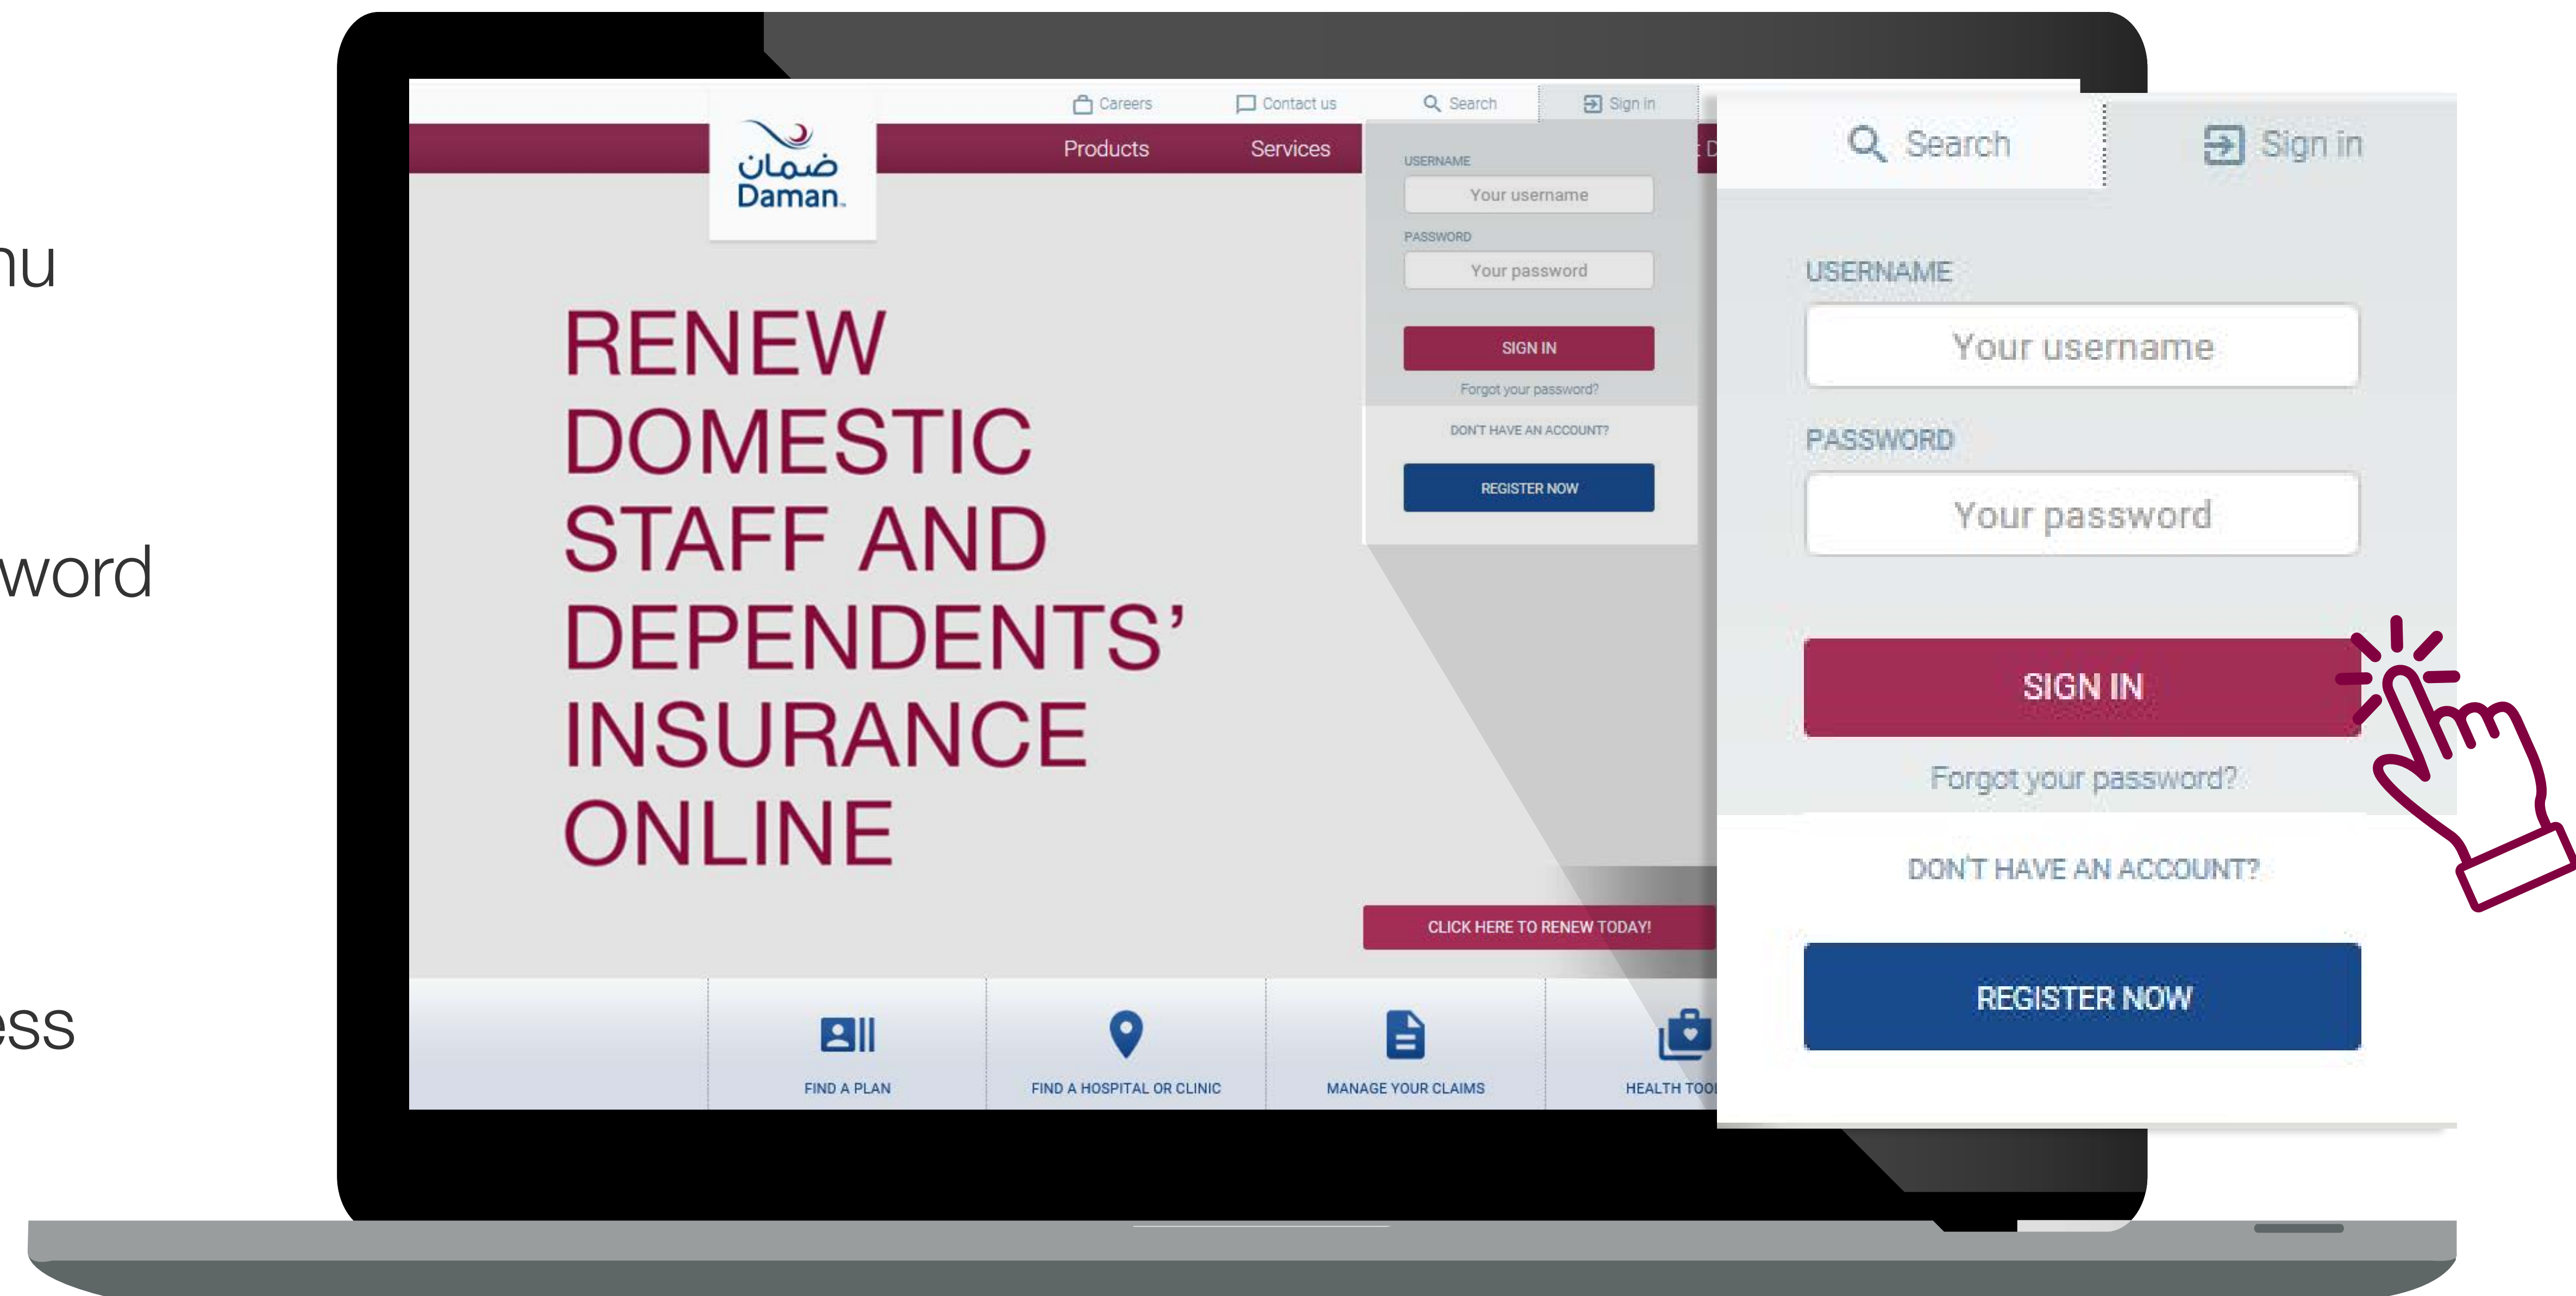 nu
word
ess
Careers
Contact us
Search
Sign in
ضمان
Daman
Products
Services
USERNAME
Your username
PASSWORD
Your password
SIGN IN
Forgot your password?
DON'T HAVE AN ACCOUNT?
REGISTER NOW
RENEW
DOMESTIC
STAFF AND
DEPENDENTS’
INSURANCE
ONLINE
CLICK HERE TO RENEW TODAY!
FIND A PLAN
FIND A HOSPITAL OR CLINIC
MANAGE YOUR CLAIMS
HEALTH TOO
Search
Sign in
USERNAME
Your username
PASSWORD
Your password
SIGN IN
Forgot your password?
DON'T HAVE AN ACCOUNT?
REGISTER NOW